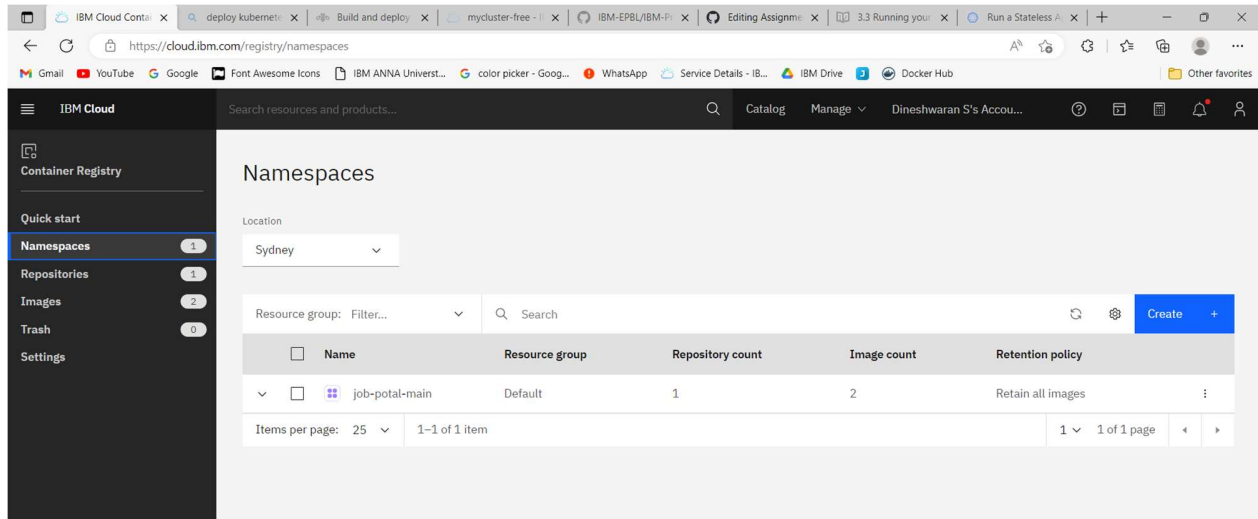 IBM Cloud Contai
deploy kubernete
Build and deploy
mycluster-free - I
IBM-EPBL/IBM-Pr
Editing Assignme
3.3 Running your
Run a Stateless A
https://cloud.ibm.com/registry/namespaces
Gmail YouTube Google Font Awesome Icons IBM ANNA Universt... color picker - Goog... WhatsApp Service Details - IB... IBM Drive Docker Hub Other favorites
IBM Cloud Search resources and products... Catalog Manage Dineshwaran S's Accou...
Container Registry
Quick start
Namespaces 1
Repositories 1
Images 2
Trash 0
Settings
Namespaces
Location
Sydney
Resource group: Filter... Search Create +
Name Resource group Repository count Image count Retention policy
job-potal-main Default 1 2 Retain all images
Items per page: 25 1–1 of 1 item 1 1 of 1 page